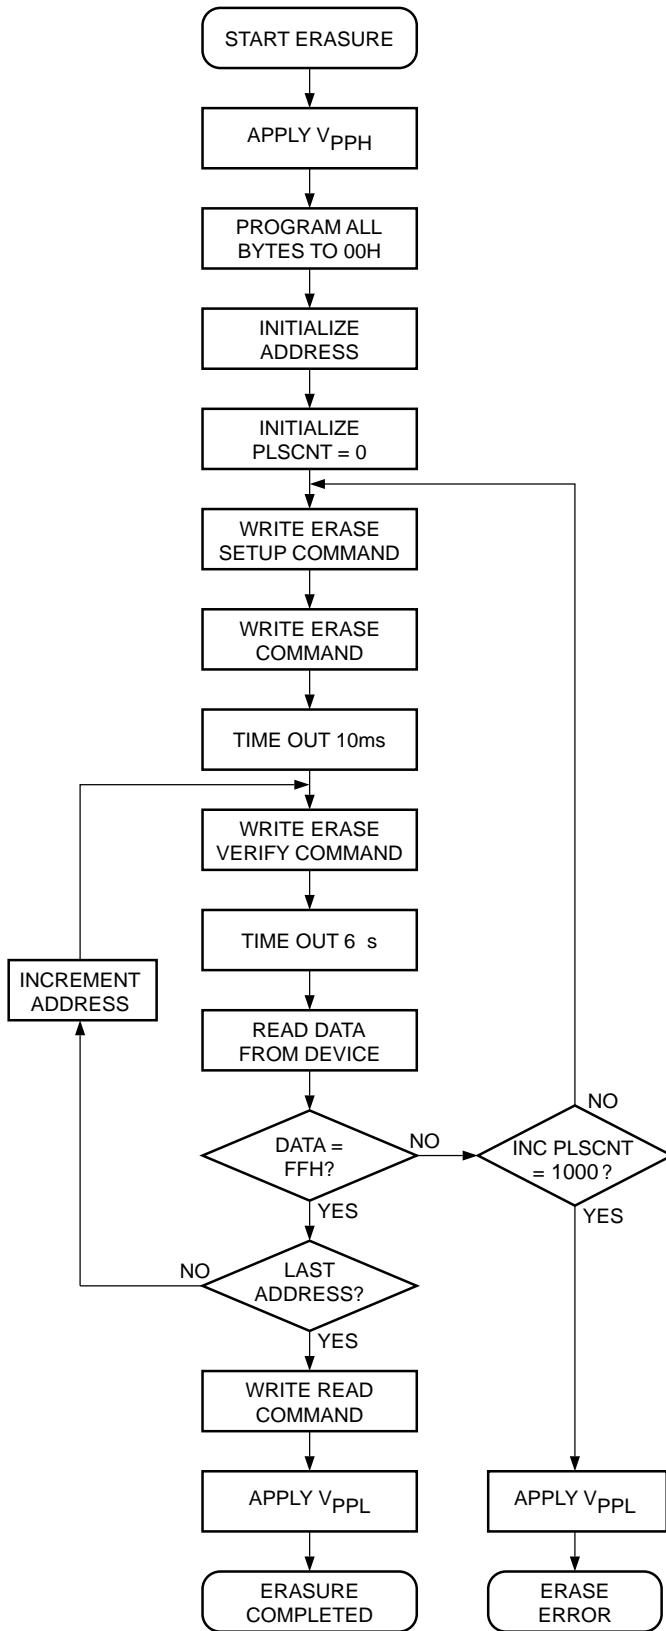 START ERASURE
APPLY VPPH
PROGRAM ALL
BYTES TO 00H
INITIALIZE
ADDRESS
INITIALIZE
PLSCNT = 0
WRITE ERASE
SETUP COMMAND
WRITE ERASE
COMMAND
TIME OUT 10ms
WRITE ERASE
VERIFY COMMAND
TIME OUT 6 s
INCREMENT
ADDRESS
READ DATA
FROM DEVICE
DATA =
FFH?
NO
YES
INC PLSCNT
= 1000 ?
NO
YES
LAST
ADDRESS?
NO
YES
WRITE READ
COMMAND
APPLY VPPL
APPLY VPPL
ERASURE
COMPLETED
ERASE
ERROR